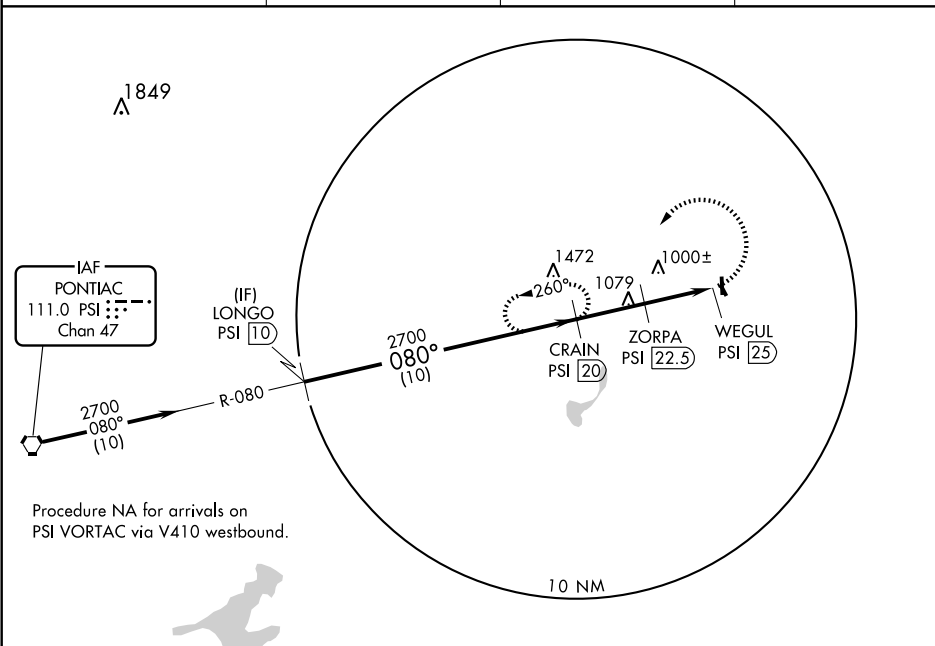 1849
IAF
PONTIAC
111.0 PSI
Chan 47
(IF)
LONGO
PSI 10
1472
260°
1079
1000±
2700
080°
(10)
CRAIN
PSI 20
ZORPA
PSI 22.5
WEGUL
PSI 25
R-080
2700
080°
(10)
Procedure NA for arrivals on
PSI VORTAC via V410 westbound.
10 NM